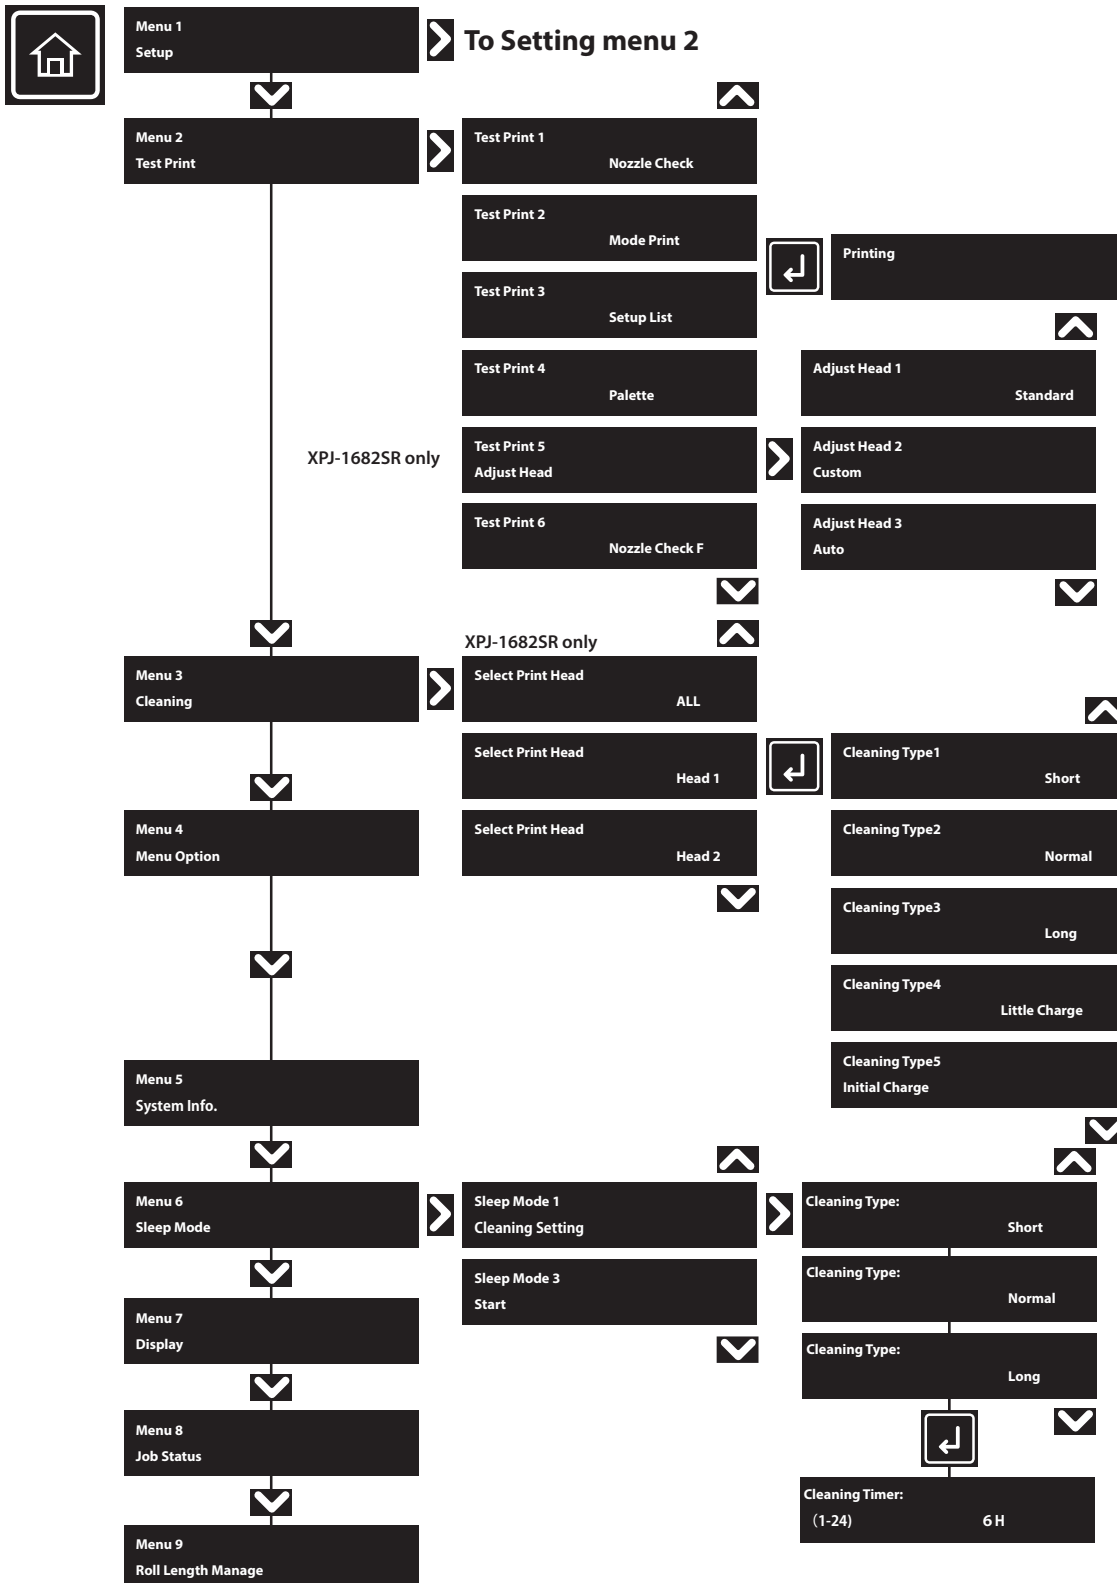 Menu 1
Setup
To Setting menu 2
Menu 2
Test Print
Test Print 1
Nozzle Check
Test Print 2
Mode Print
Printing
Test Print 3
Setup List
Test Print 4
Palette
Adjust Head 1
Standard
XPJ-1682SR only
Test Print 5
Adjust Head
Adjust Head 2
Custom
Test Print 6
Nozzle Check F
Adjust Head 3
Auto
XPJ-1682SR only
Menu 3
Cleaning
Select Print Head
ALL
Select Print Head
Head 1
Cleaning Type1
Short
Menu 4
Menu Option
Select Print Head
Head 2
Cleaning Type2
Normal
Cleaning Type3
Long
Cleaning Type4
Little Charge
Cleaning Type5
Initial Charge
Menu 5
System Info.
Menu 6
Sleep Mode
Sleep Mode 1
Cleaning Setting
Cleaning Type:
Short
Sleep Mode 3
Start
Cleaning Type:
Normal
Menu 7
Display
Cleaning Type:
Long
Menu 8
Job Status
Cleaning Timer:
(1-24) 6 H
Menu 9
Roll Length Manage